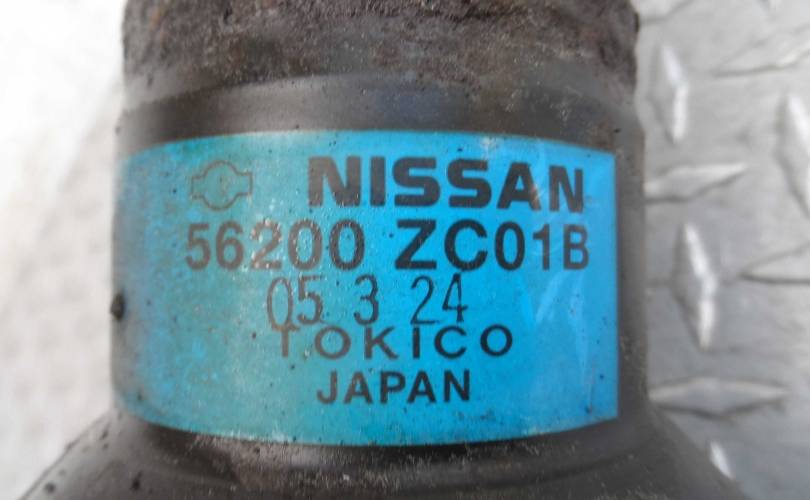 NISSAN
56200 ZC01B
05 3 24
TOKICO
JAPAN